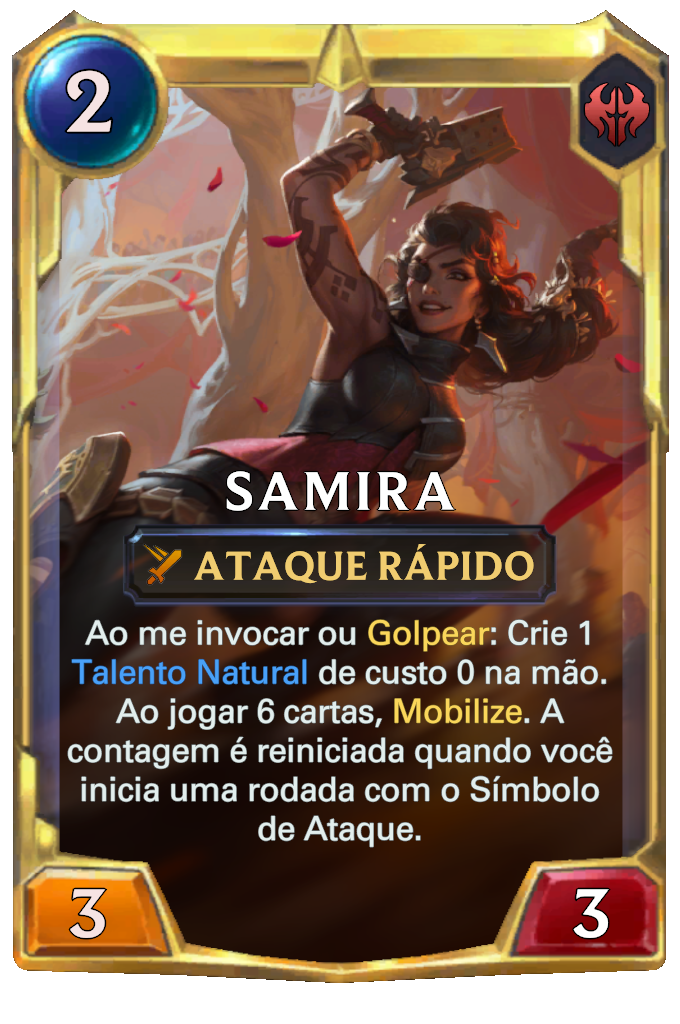 2
SAMIRA
ATAQUE RÁPIDO
Ao me invocar ou Golpear: Crie 1
Talento Natural de custo 0 na mão.
Ao jogar 6 cartas, Mobilize. A
contagem é reiniciada quando você
inicia uma rodada com o Símbolo
de Ataque.
3
3